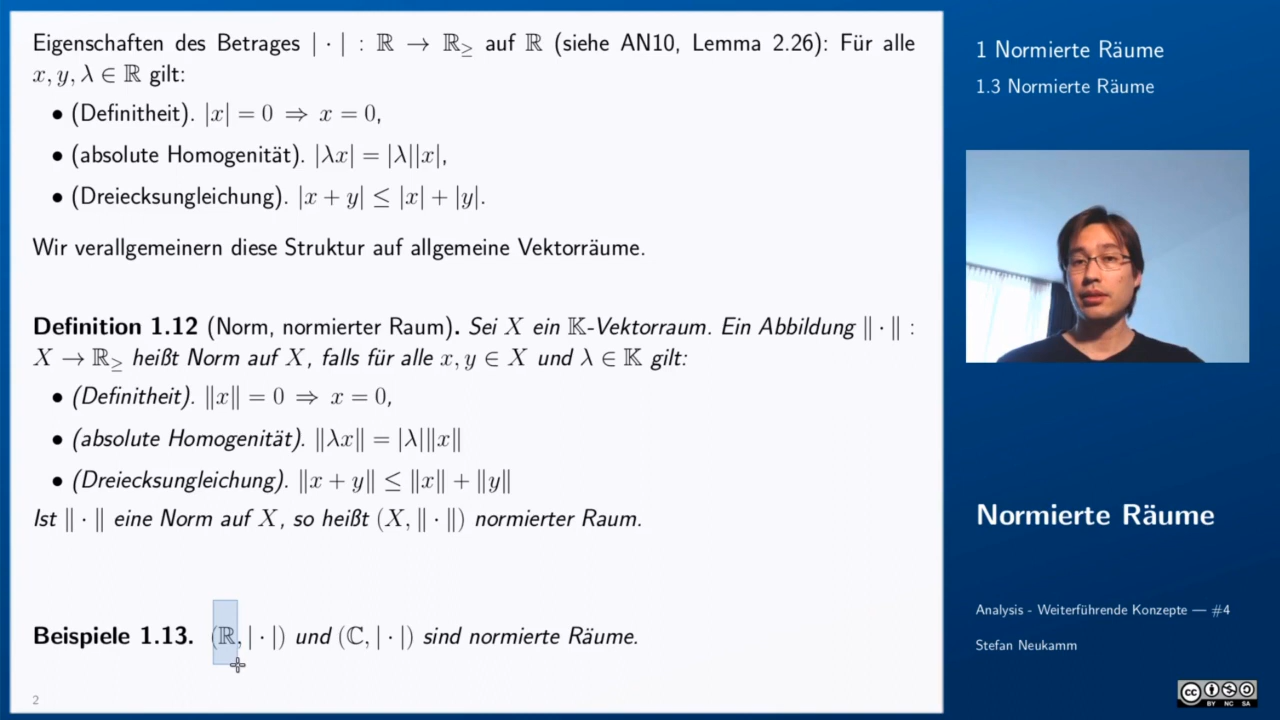 Eigenschaften des Betrages | · | : ℝ → ℝ≥ auf ℝ (siehe AN10, Lemma 2.26): Für alle
x, y, λ ∈ ℝ gilt:
• (Definitheit). |x| = 0 ⇒ x = 0,
• (absolute Homogenität). |λx| = |λ||x|,
• (Dreiecksungleichung). |x + y| ≤ |x| + |y|.
Wir verallgemeinern diese Struktur auf allgemeine Vektorräume.
Definition 1.12 (Norm, normierter Raum). Sei X ein 𝕂-Vektorraum. Ein Abbildung ‖ · ‖ :
X → ℝ≥ heißt Norm auf X, falls für alle x, y ∈ X und λ ∈ 𝕂 gilt:
• (Definitheit). ‖x‖ = 0 ⇒ x = 0,
• (absolute Homogenität). ‖λx‖ = |λ|‖x‖
• (Dreiecksungleichung). ‖x + y‖ ≤ ‖x‖ + ‖y‖
Ist ‖ · ‖ eine Norm auf X, so heißt (X, ‖ · ‖) normierter Raum.
Beispiele 1.13. (ℝ, | · |) und (ℂ, | · |) sind normierte Räume.
2
1 Normierte Räume
1.3 Normierte Räume
Normierte Räume
Analysis - Weiterführende Konzepte — #4
Stefan Neukamm
cc
BY NC SA